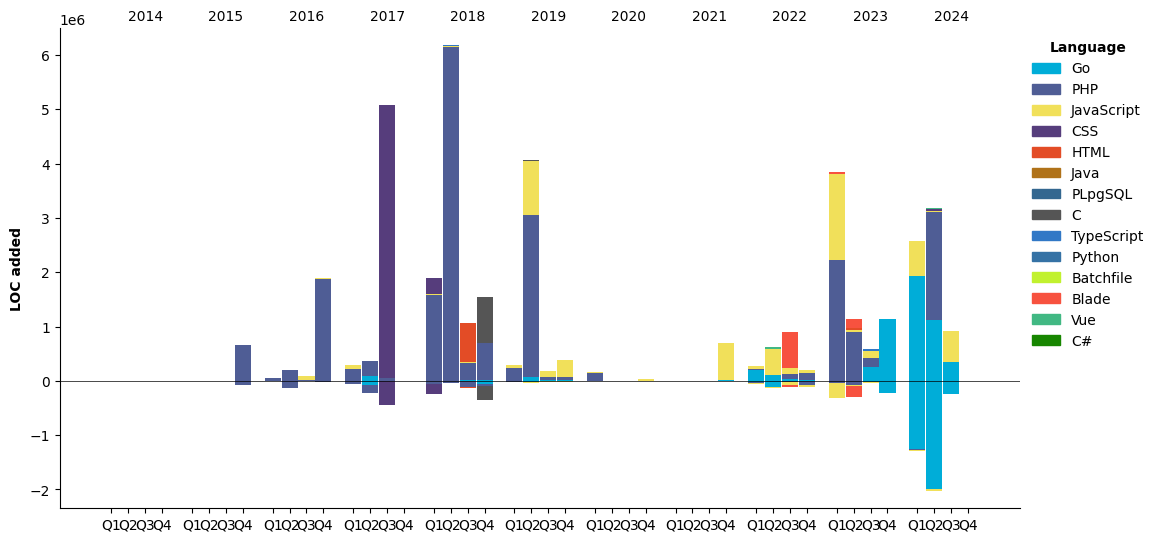 1e6
2014 2015 2016 2017 2018 2019 2020 2021 2022 2023 2024
LOC added
6
5
4
3
2
1
0
−1
−2
Q1Q2Q3Q4 Q1Q2Q3Q4 Q1Q2Q3Q4 Q1Q2Q3Q4 Q1Q2Q3Q4 Q1Q2Q3Q4 Q1Q2Q3Q4 Q1Q2Q3Q4 Q1Q2Q3Q4 Q1Q2Q3Q4 Q1Q2Q3Q4
Language
Go
PHP
JavaScript
CSS
HTML
Java
PLpgSQL
C
TypeScript
Python
Batchfile
Blade
Vue
C#